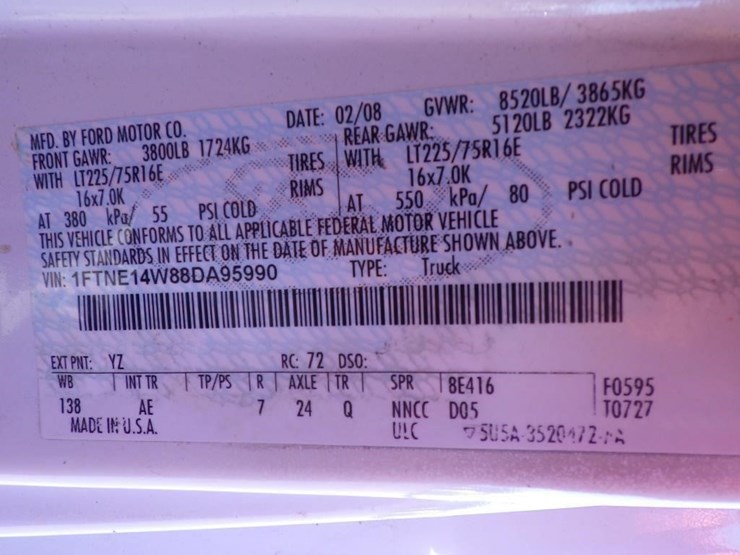 MFD. BY FORD MOTOR CO.
DATE: 02/08 GVWR: 8520LB/ 3865KG
FRONT GAWR: 3800LB 1724KG
REAR GAWR: 5120LB 2322KG
WITH LT225/75R16E TIRES
WITH LT225/75R16E TIRES
16x7.0K RIMS
16x7.0K RIMS
AT 380 kPa/ 55 PSI COLD
AT 550 kPa/ 80 PSI COLD
THIS VEHICLE CONFORMS TO ALL APPLICABLE FEDERAL MOTOR VEHICLE
SAFETY STANDARDS IN EFFECT ON THE DATE OF MANUFACTURE SHOWN ABOVE.
VIN: 1FTNE14W88DA95990 TYPE: Truck
EXT PNT: YZ RC: 72 DSO:
WB INT TR TP/PS R AXLE TR SPR 8E416 F0595
138 AE 7 24 Q NNCC D05 T0727
MADE IN U.S.A. ULC 5U5A-3520472-AA